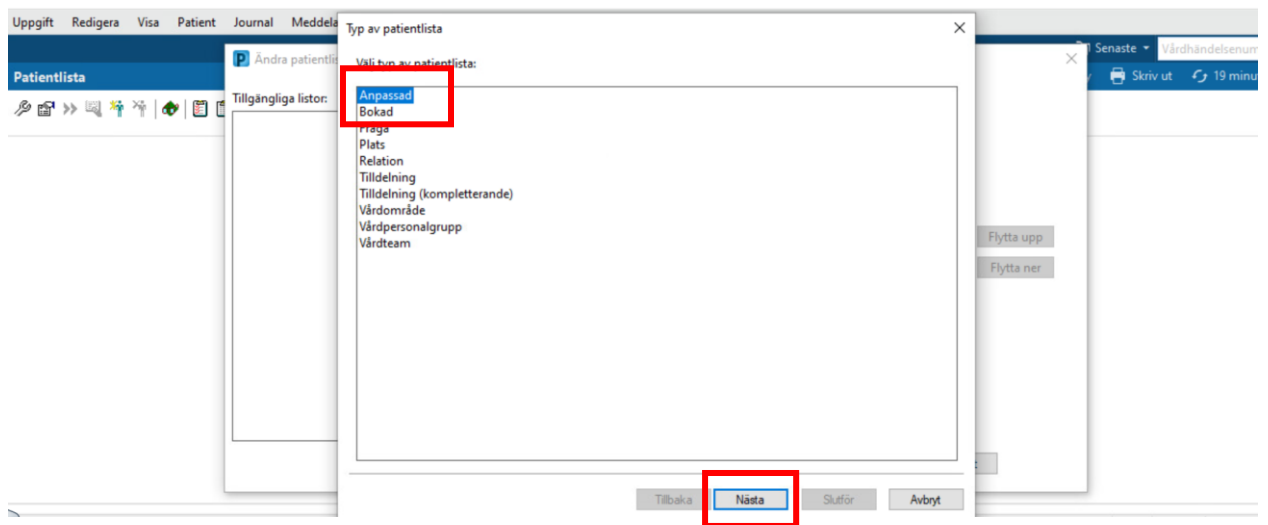 Uppgift Redigera Visa Patient Journal Meddela
Typ av patientlista
Senaste
Vårdhändelsenum
Ändra patientlis
Välj typ av patientlista:
Patientlista
Skriv ut
19 minu
Tillgängliga listor:
Anpassad
Bokad
Fråga
Plats
Relation
Tilldelning
Tilldelning (kompletterande)
Vårdområde
Vårdpersonalgrupp
Vårdteam
Flytta upp
Flytta ner
Tillbaka
Nästa
Slutför
Avbryt